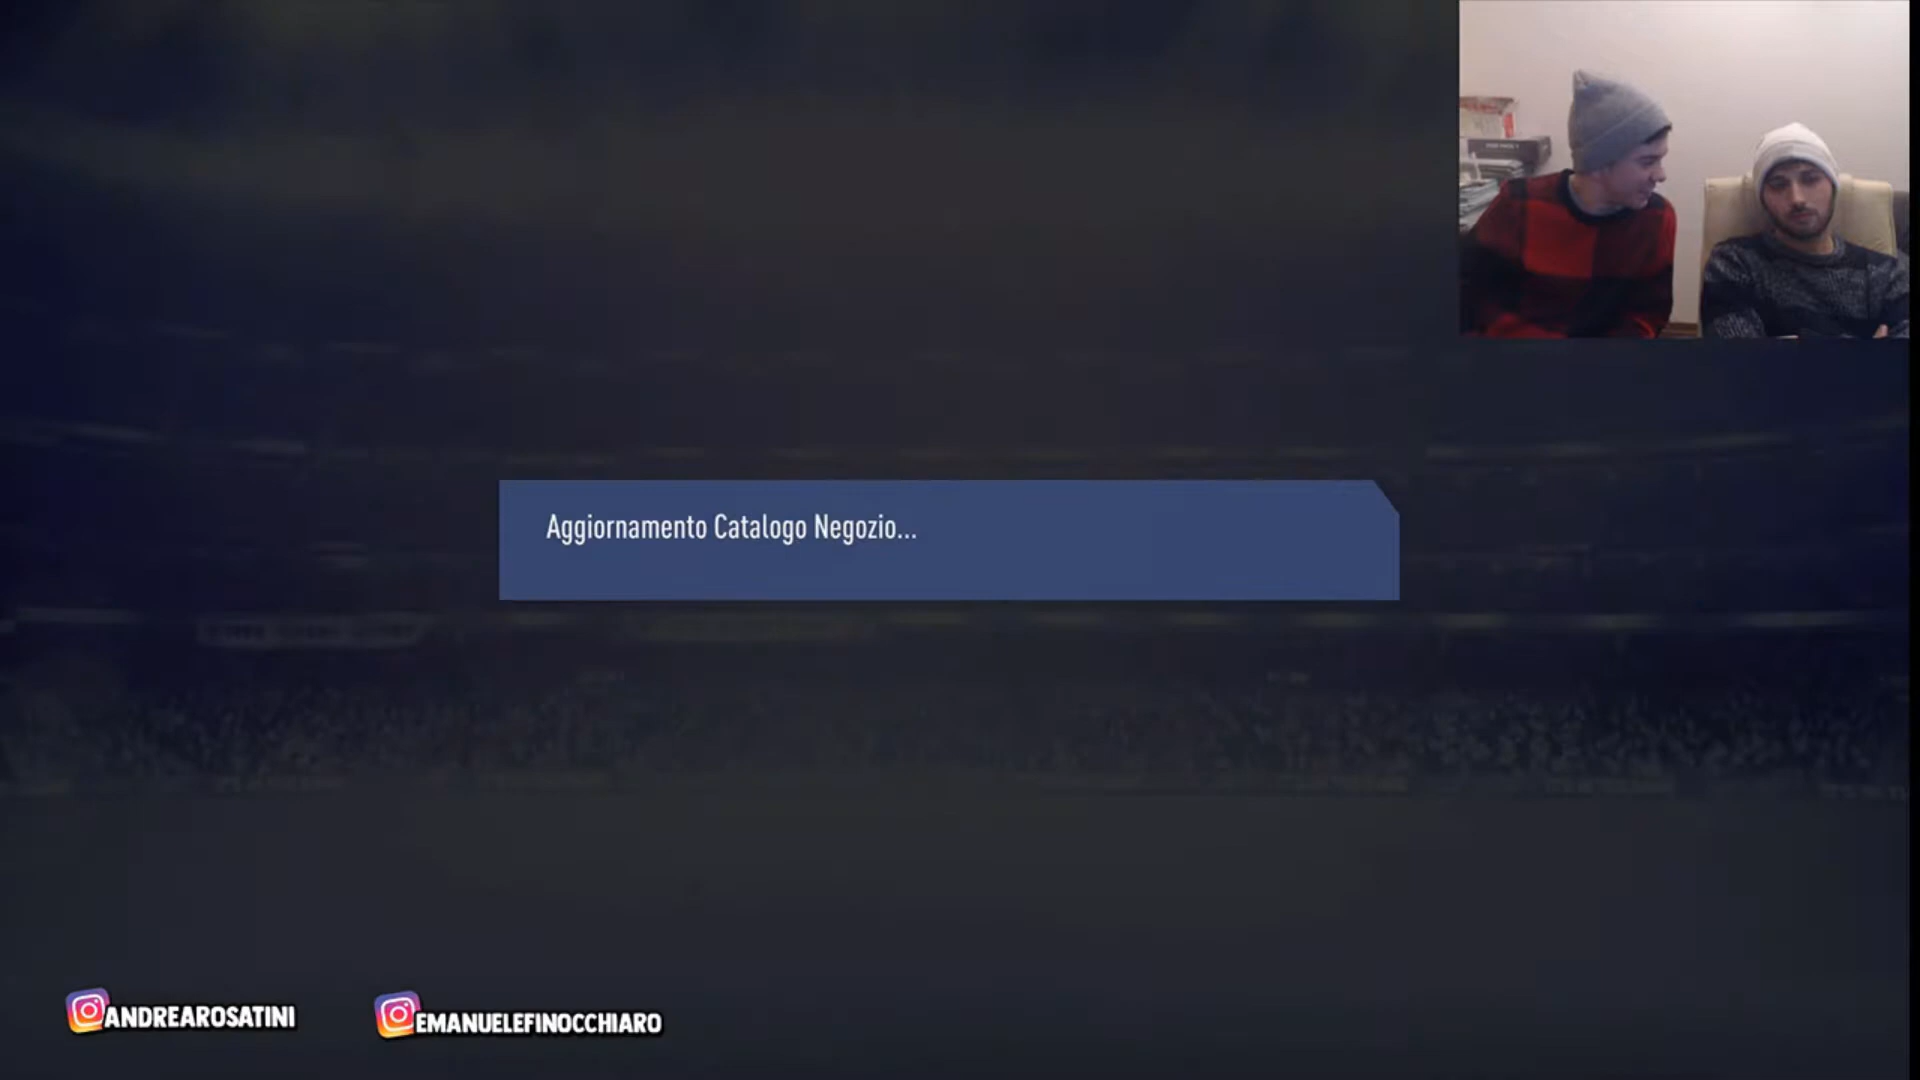 Aggiornamento Catalogo Negozio...
ANDREAROSATINI
EMANUELEFINOCCHIARO